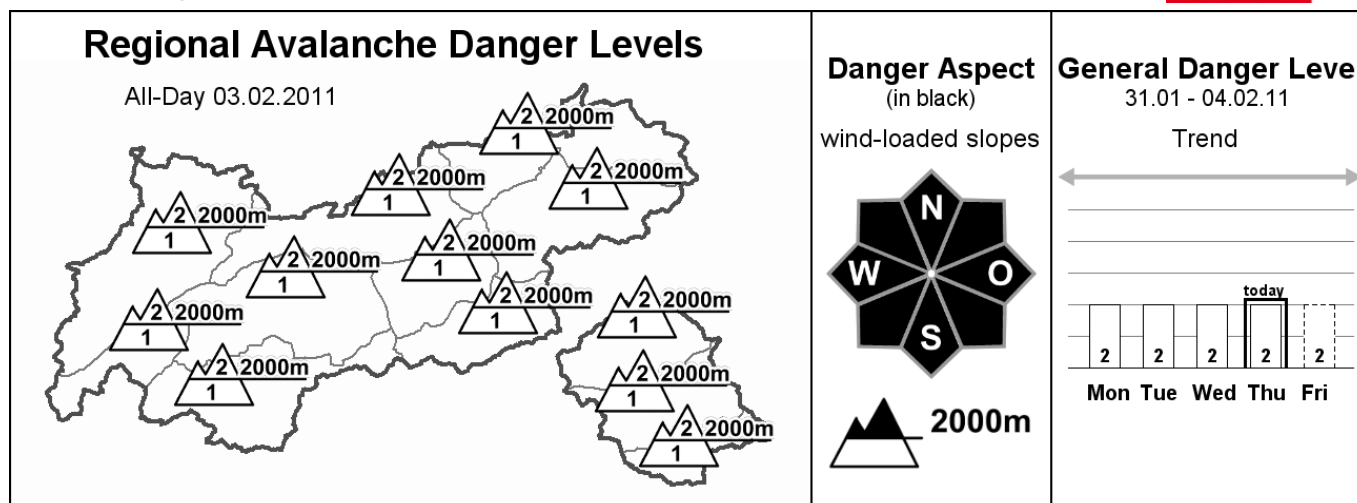 Regional Avalanche Danger Levels
All-Day 03.02.2011
2 2000m
1
2 2000m
1
2 2000m
1
2 2000m
1
2 2000m
1
2 2000m
1
2 2000m
1
2 2000m
1
2 2000m
1
2 2000m
1
2 2000m
1
2 2000m
1
Danger Aspect
(in black)
wind-loaded slopes
N
W O
S
2000m
General Danger Leve
31.01 - 04.02.11
Trend
today
2 2 2 2 2
Mon Tue Wed Thu Fri